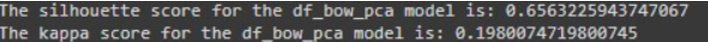 The silhouette score for the df_bow_pca model is: 0.6563225943747067
The kappa score for the df_bow_pca model is: 0.1980074719800745